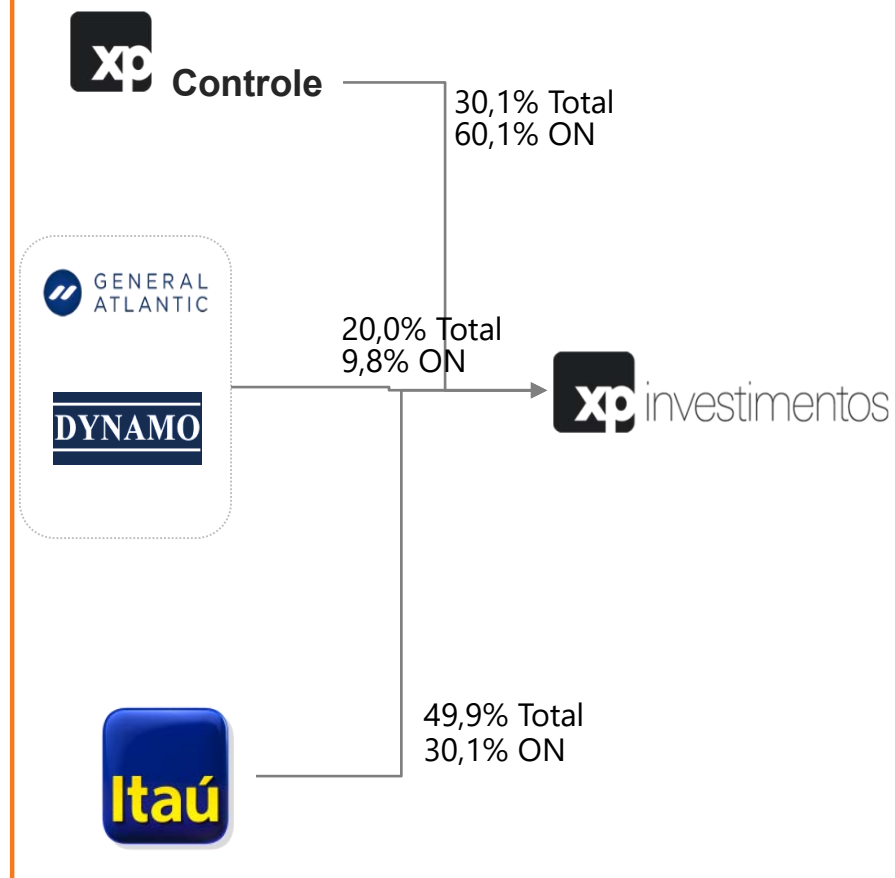 xp Controle
30,1% Total
60,1% ON
GENERAL
ATLANTIC
20,0% Total
9,8% ON
DYNAMO
xp investimentos
49,9% Total
30,1% ON
Itaú